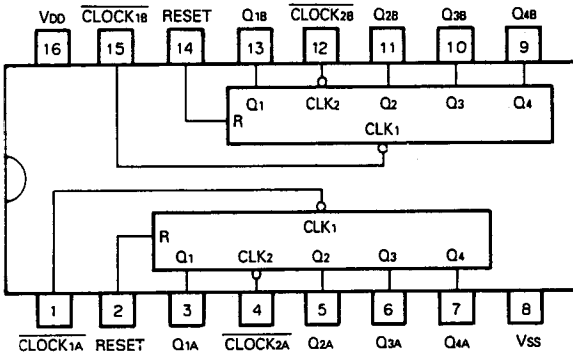 VDD CLOCK1B RESET Q1B CLOCK2B Q2B Q3B Q4B
16 15 14 13 12 11 10 9
Q1 CLK2 Q2 Q3 Q4
R
CLK1
CLK1
R
Q1 CLK2 Q2 Q3 Q4
1 2 3 4 5 6 7 8
CLOCK1A RESET Q1A CLOCK2A Q2A Q3A Q4A VSS